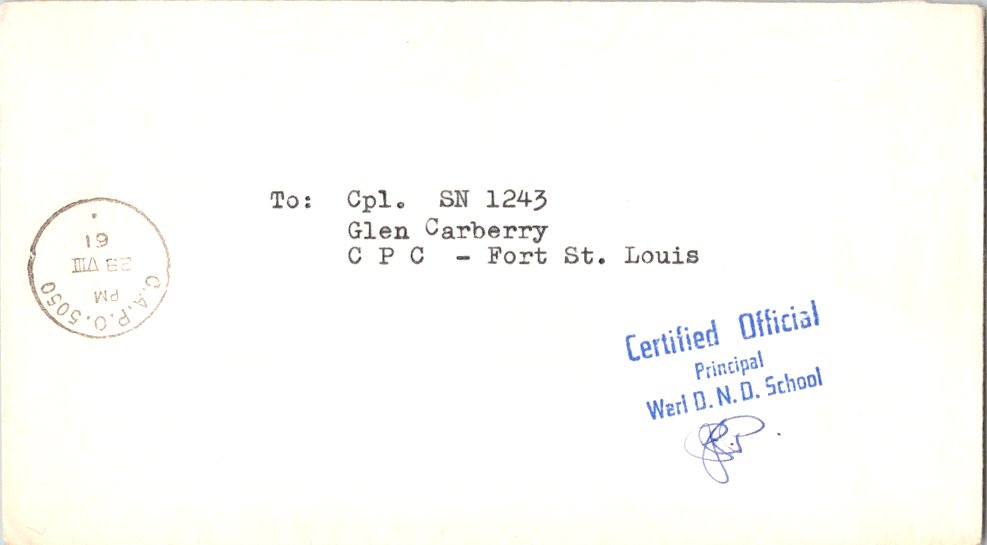 To: Cpl. SN 1243
Glen Carberry
C P C - Fort St. Louis
C.A.P.O. 5050
PM
28 VIII
61
Certified Official
Principal
Werl D. N. D. School